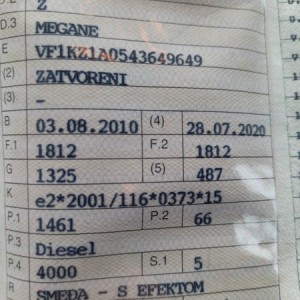 Z
D.3 MEGANE
E VF1KZ1A0543649649
(2) ZATVORENI
(3) -
B 03.08.2010 (4) 28.07.2020
F.1 1812 F.2 1812
G 1325 (5) 487
K e2*2001/116*0373*15
P.1 1461 P.2 66
P.3 Diesel
P.4 4000 S.1 5
R SMEĐA - S EFEKTOM